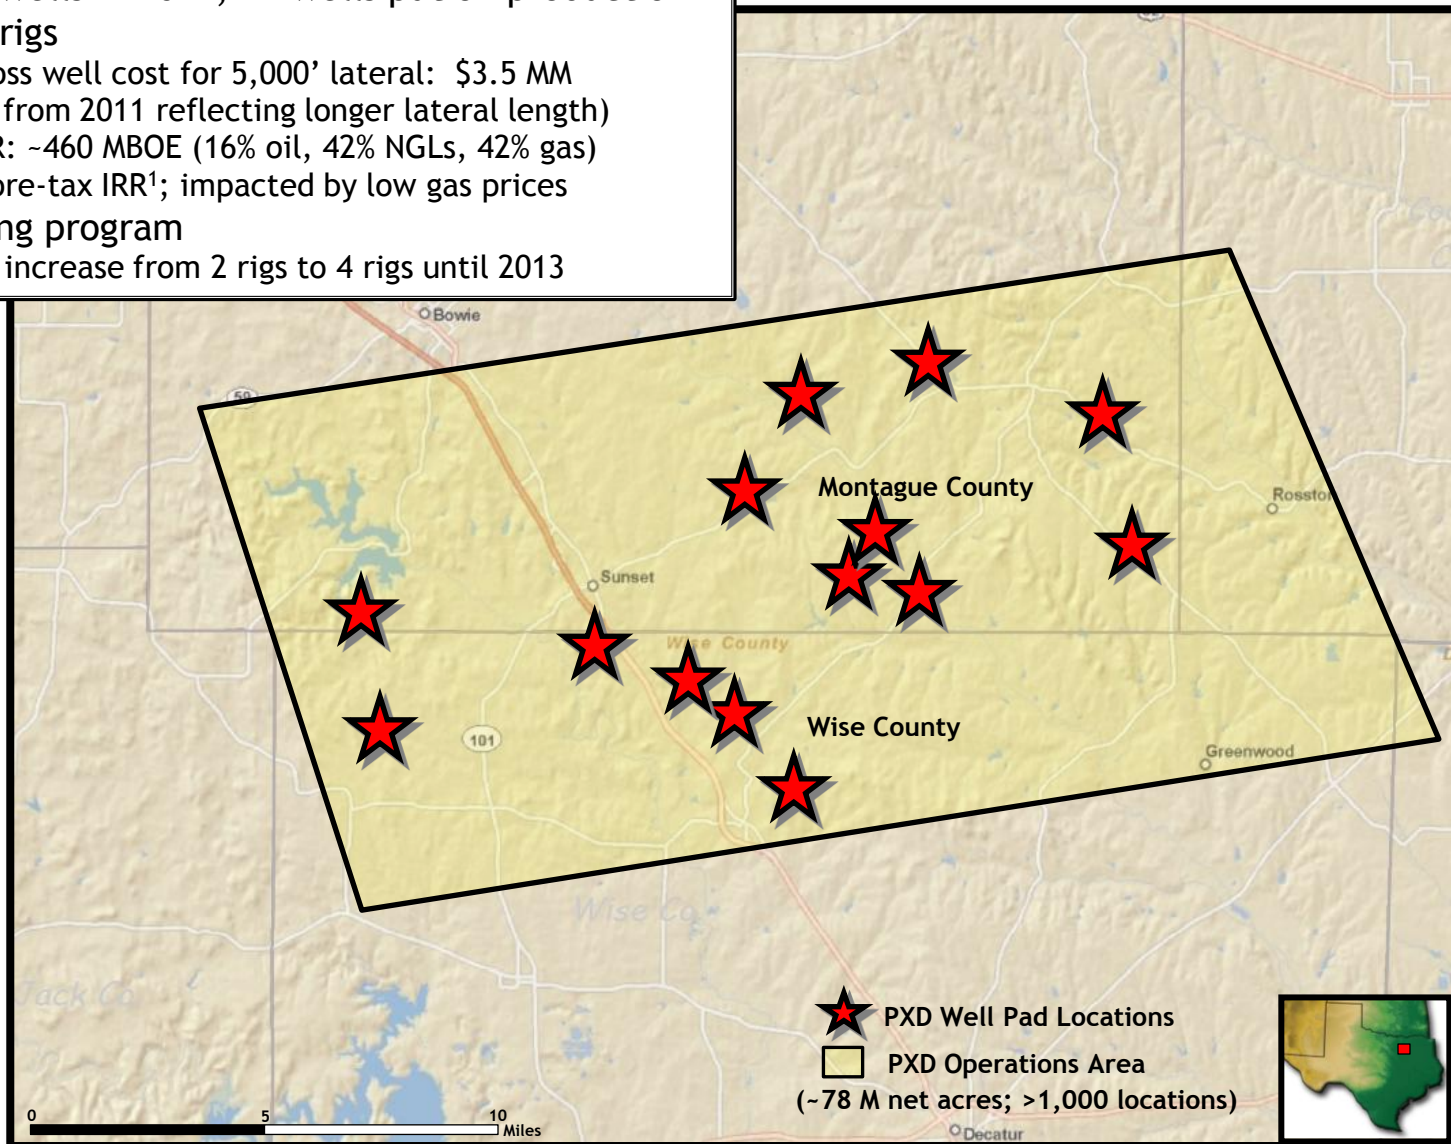 rigs
oss well cost for 5,000’ lateral: $3.5 MM
from 2011 reflecting longer lateral length)
R: ~460 MBOE (16% oil, 42% NGLs, 42% gas)
pre-tax IRR¹; impacted by low gas prices
ng program
increase from 2 rigs to 4 rigs until 2013
Bowie
59
Montague County
Rosston
Sunset
Wise County
Wise County
101
Greenwood
Wise Co.
Jack Co
PXD Well Pad Locations
PXD Operations Area
(~78 M net acres; >1,000 locations)
0 5 10
Miles
Decatur